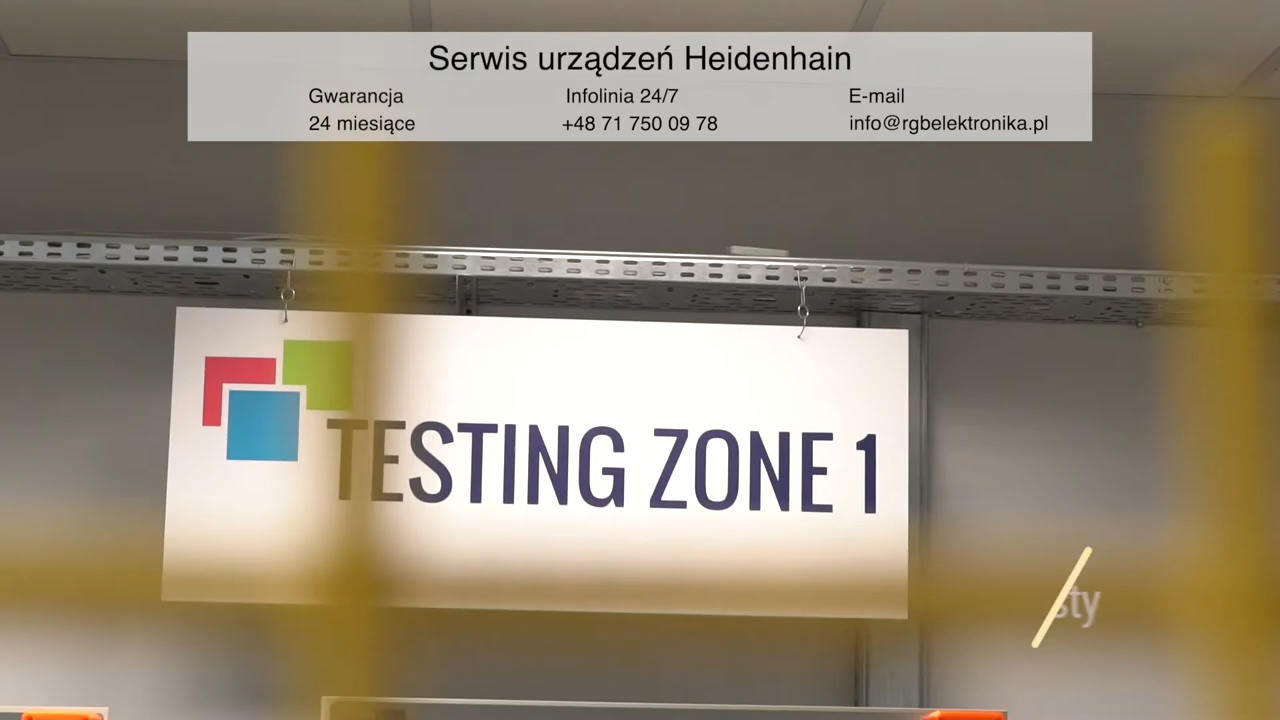 Serwis urządzeń Heidenhain
Gwarancja
24 miesiące
Infolinia 24/7
+48 71 750 09 78
E-mail
info@rgbelektronika.pl
TESTING ZONE 1
sty